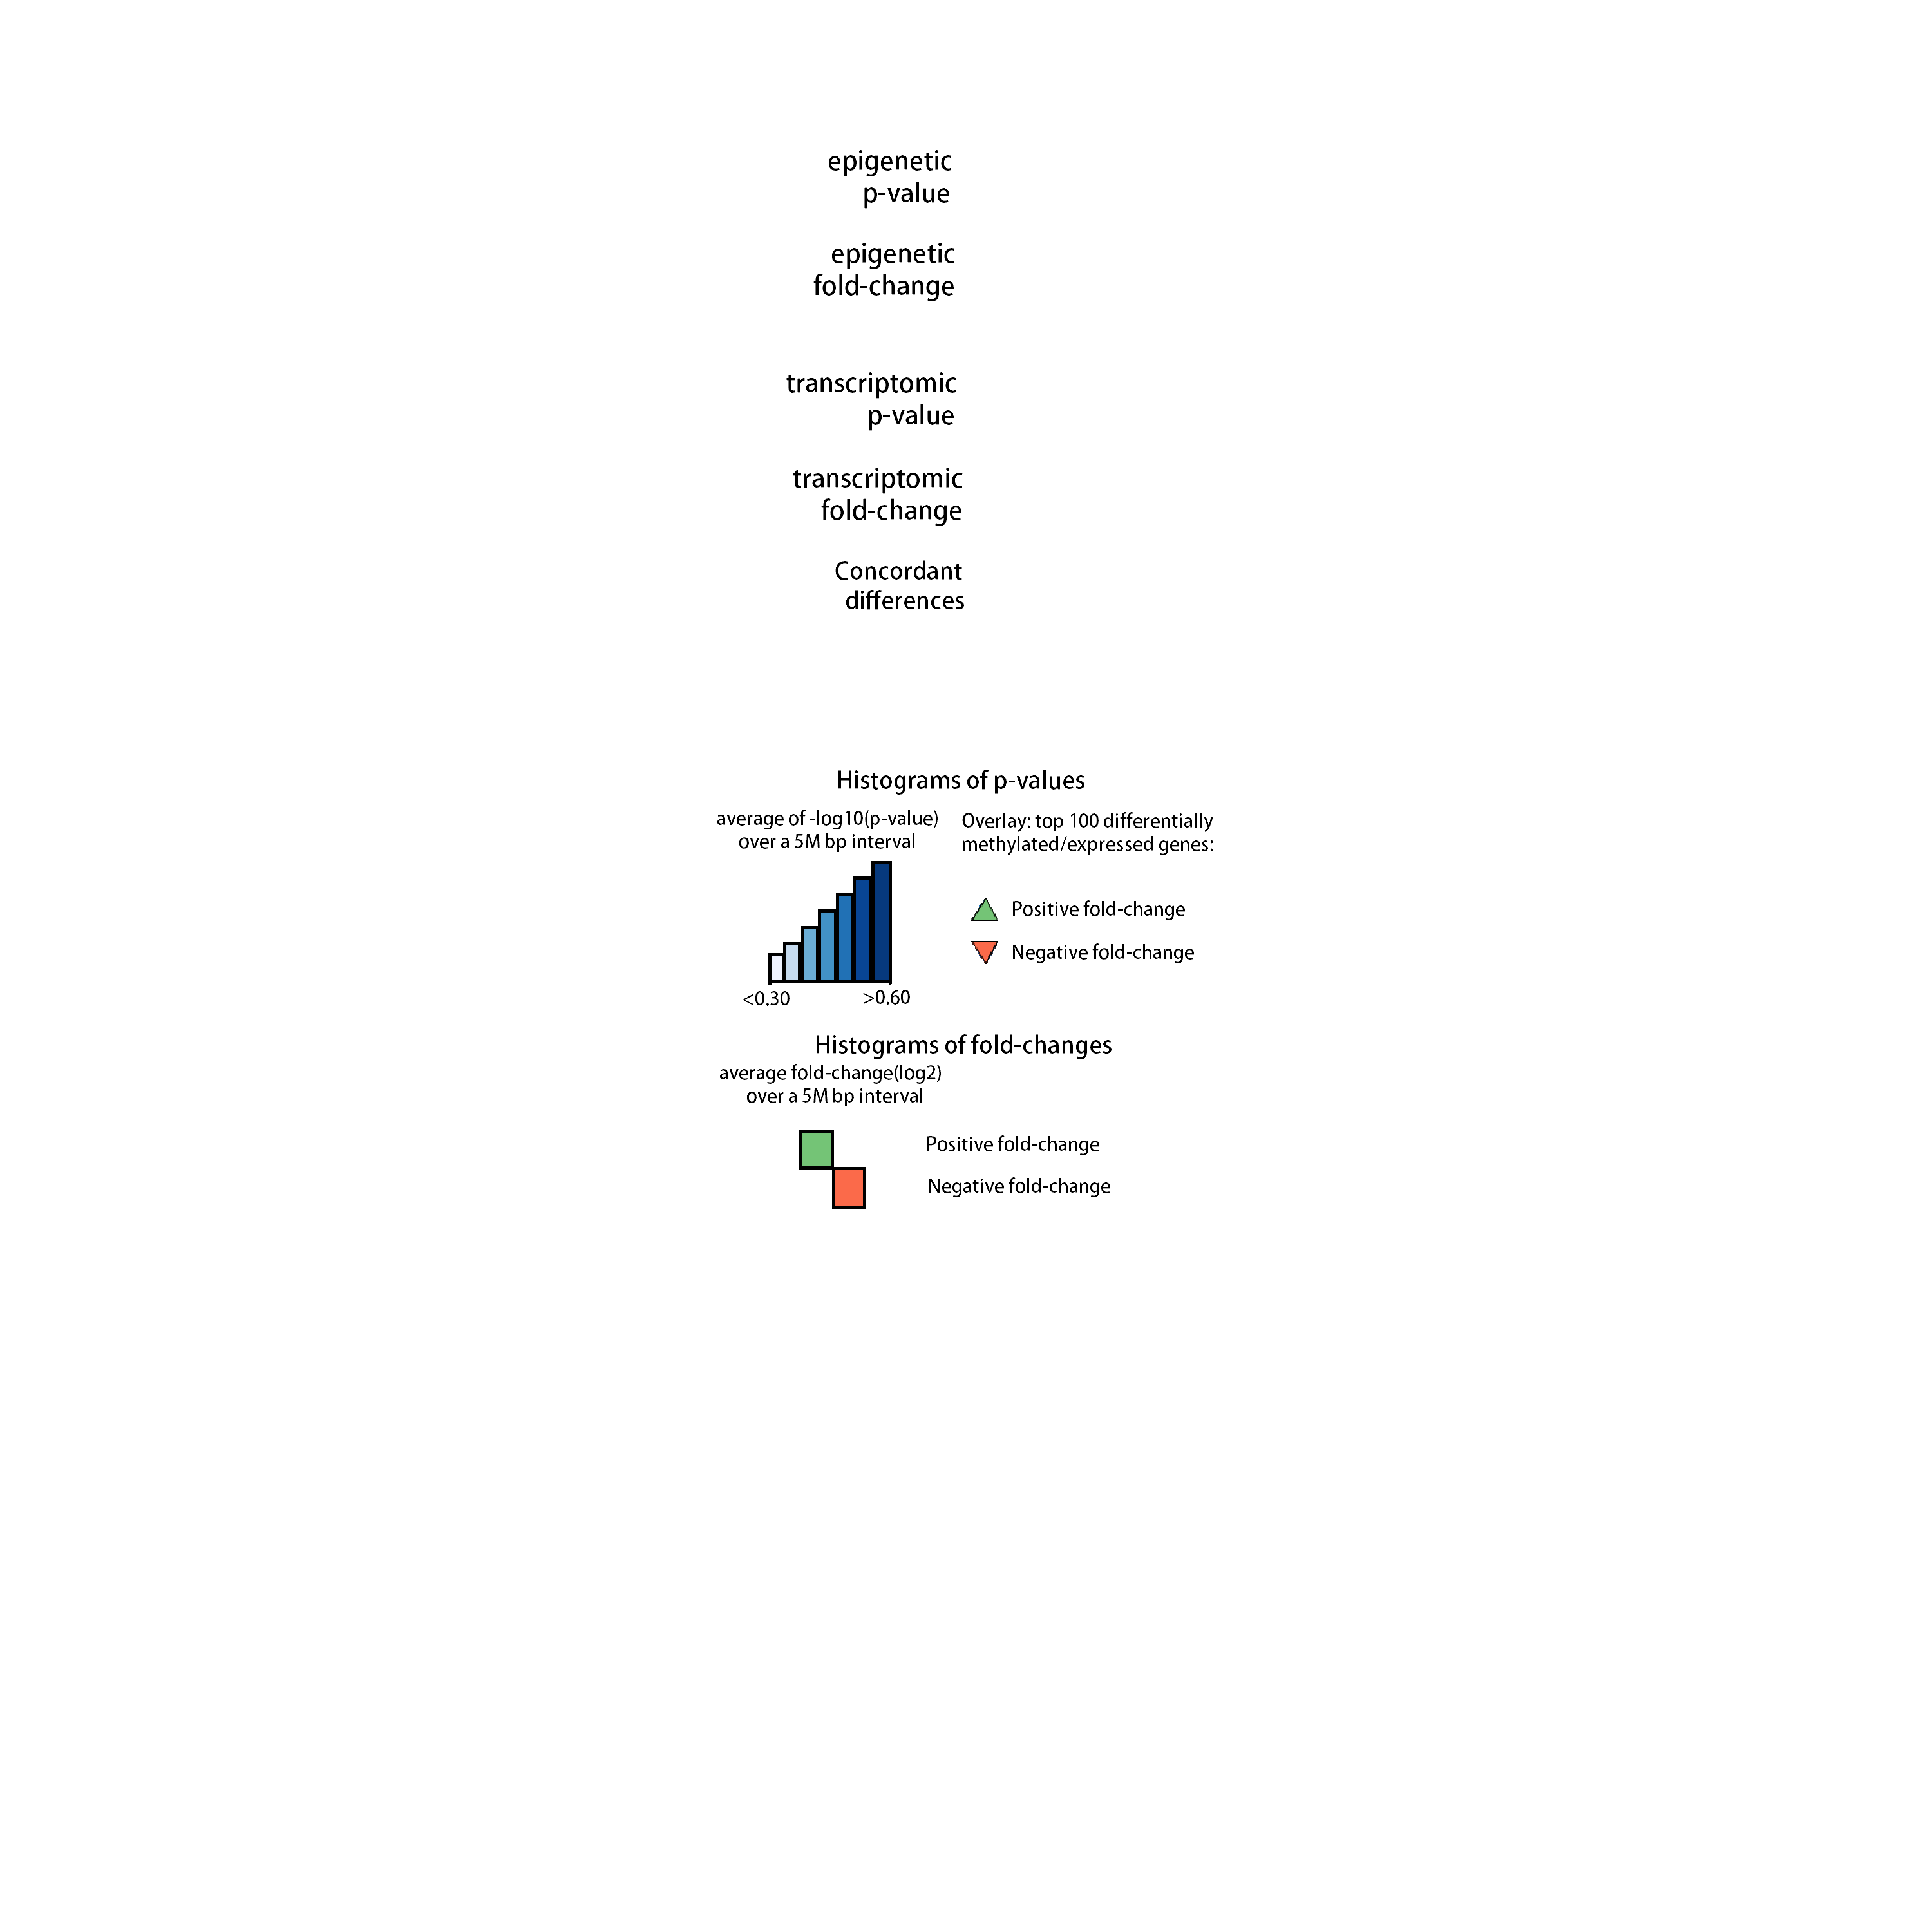 epigenetic
p-value
epigenetic
fold-change
transcriptomic
p-value
transcriptomic
fold-change
Concordant
differences
Histograms of p-values
average of -log10(p-value)
over a 5M bp interval
Overlay: top 100 differentially
methylated/expressed genes:
Positive fold-change
Negative fold-change
<0.30
>0.60
Histograms of fold-changes
average fold-change(log2)
over a 5M bp interval
Positive fold-change
Negative fold-change